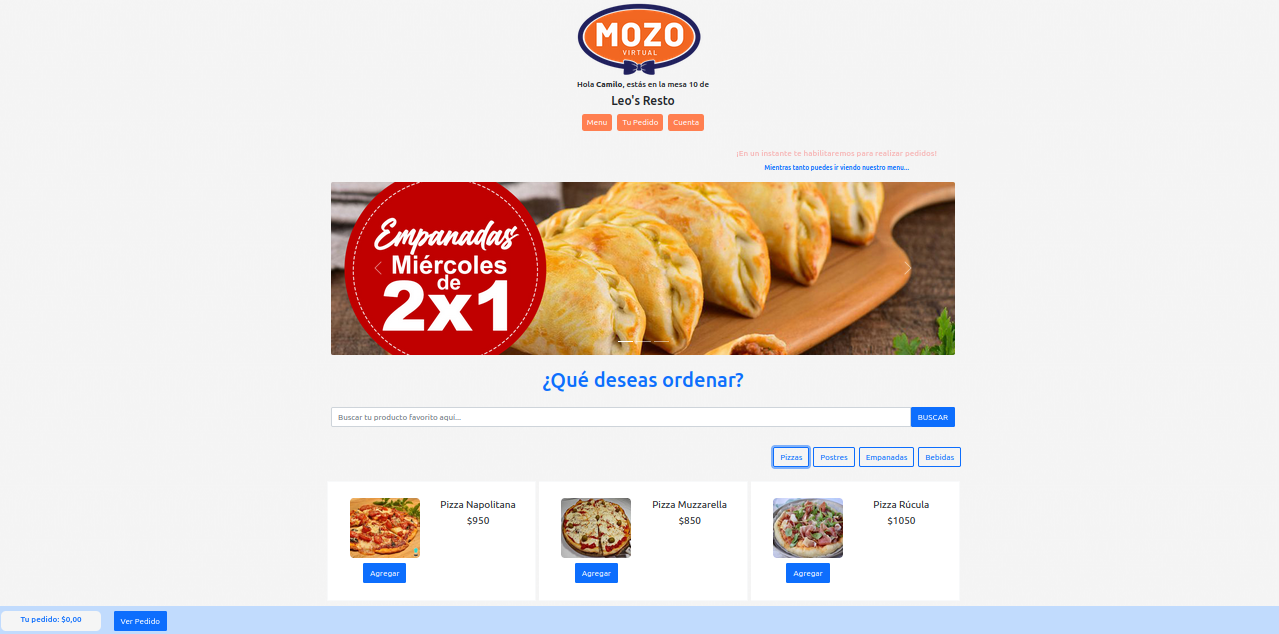 MOZO
VIRTUAL
Hola Camilo, estás en la mesa 10 de
Leo's Resto
Menu Tu Pedido Cuenta
¡En un instante te habilitaremos para realizar pedidos!
Mientras tanto puedes ir viendo nuestro menu...
Empanadas
Miércoles
de
2x1
¿Qué deseas ordenar?
Buscar tu producto favorito aquí... BUSCAR
Pizzas Postres Empanadas Bebidas
Pizza Napolitana
$950
Agregar
Pizza Muzzarella
$850
Agregar
Pizza Rúcula
$1050
Agregar
Tu pedido: $0,00 Ver Pedido